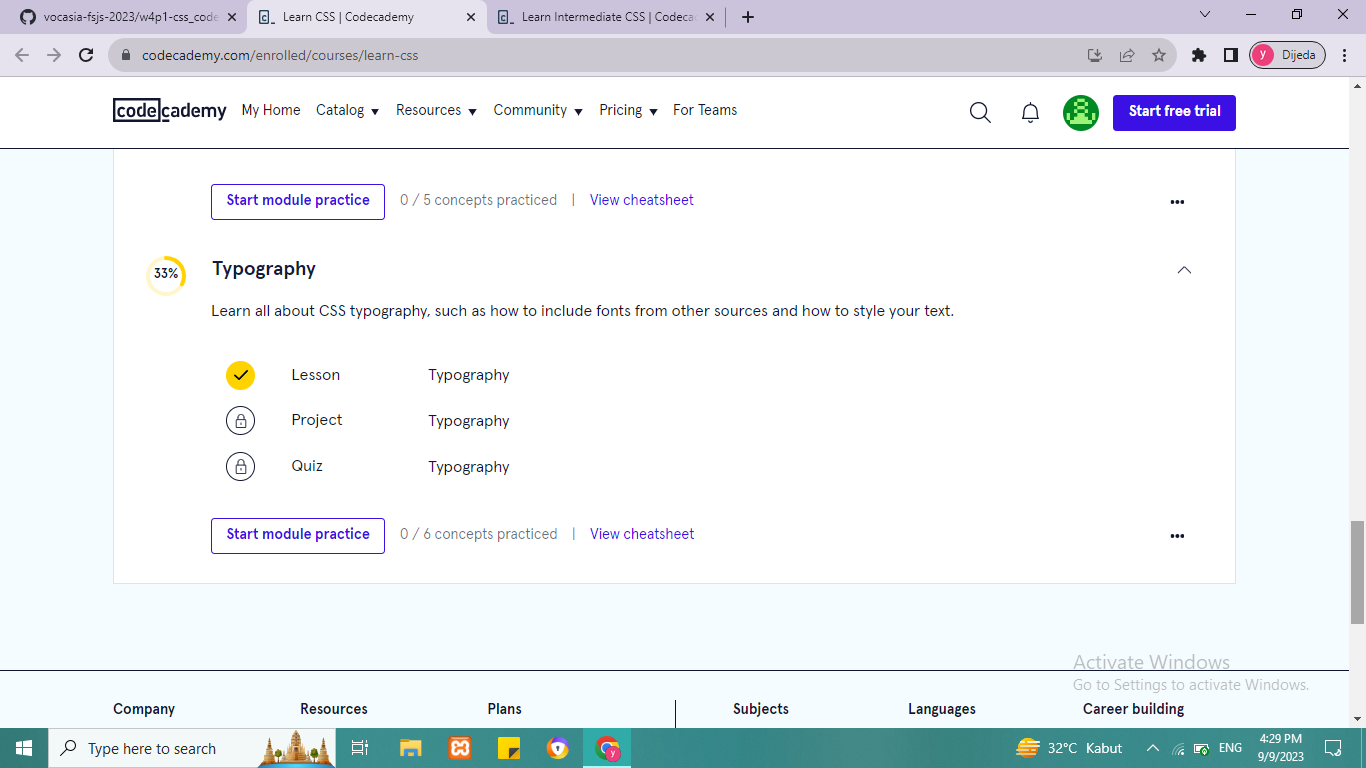 vocasia-fsjs-2023/w4p1-css_code
Learn CSS | Codecademy
Learn Intermediate CSS | Codecad
codecademy.com/enrolled/courses/learn-css
y Dijeda
codecademy My Home Catalog Resources Community Pricing For Teams Start free trial
Start module practice 0 / 5 concepts practiced | View cheatsheet
33% Typography
Learn all about CSS typography, such as how to include fonts from other sources and how to style your text.
Lesson Typography
Project Typography
Quiz Typography
Start module practice 0 / 6 concepts practiced | View cheatsheet
Activate Windows
Go to Settings to activate Windows.
Company Resources Plans Subjects Languages Career building
Type here to search
32°C Kabut
ENG
4:29 PM
9/9/2023